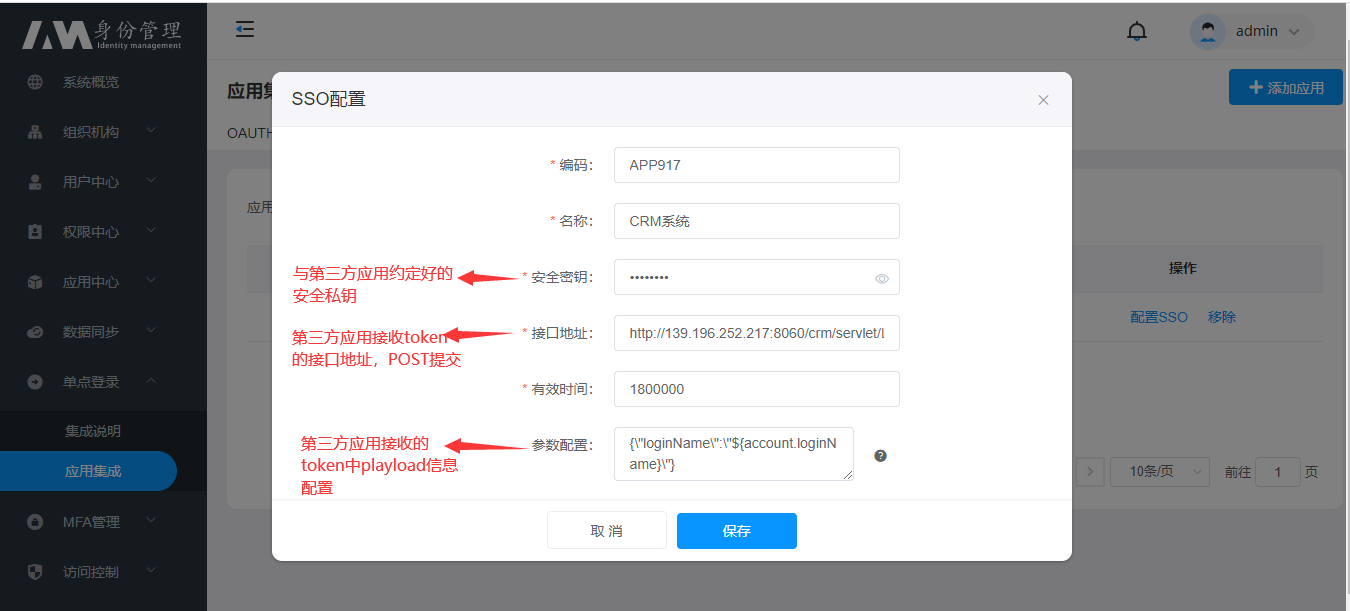 身份管理
Identity management
admin
系统概览
组织机构
用户中心
权限中心
应用中心
数据同步
单点登录
集成说明
应用集成
MFA管理
访问控制
应用集
添加应用
OAUTH
应用
操作
配置SSO 移除
10条/页 前往 1 页
SSO配置
* 编码： APP917
* 名称： CRM系统
与第三方应用约定好的
安全私钥
* 安全密钥： ••••••••
第三方应用接收token
的接口地址，POST提交
* 接口地址： http://139.196.252.217:8060/crm/servlet/l
* 有效时间： 1800000
第三方应用接收的
token中playload信息
配置
参数配置： {\"loginName\":\"${account.loginN
ame}\"}
取 消 保存